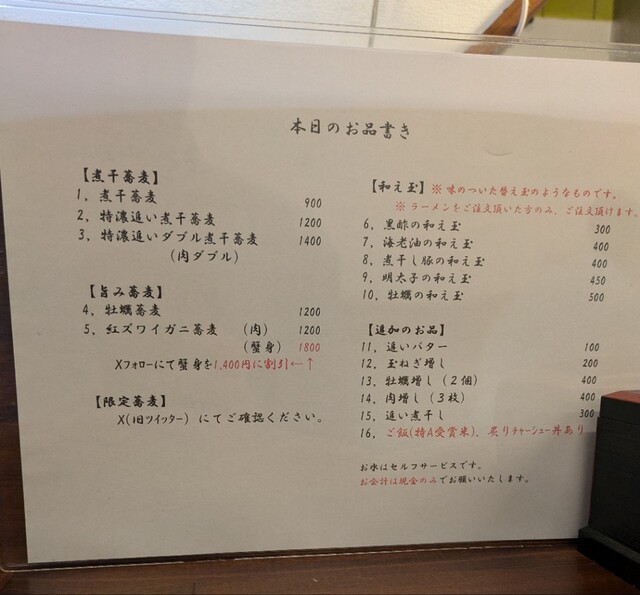 本日のお品書き
【煮干蕎麦】
1, 煮干蕎麦 900
2, 特濃追い煮干蕎麦 1200
3, 特濃追いダブル煮干蕎麦 1400
(肉ダブル)
【旨み蕎麦】
4, 牡蠣蕎麦 1200
5, 紅ズワイガニ蕎麦 (肉) 1200
(蟹身) 1800
Xフォローにて蟹身を1,400円に割引←↑
【限定蕎麦】
X(旧ツイッター) にてご確認ください。
【和え玉】※ 味のついた替え玉のようなものです。
※ ラーメンをご注文頂いた方のみ、ご注文頂けます。
6, 黒酢の和え玉 300
7, 海老油の和え玉 400
8, 煮干し豚の和え玉 400
9, 明太子の和え玉 450
10, 牡蠣の和え玉 500
【追加のお品】
11, 追いバター 100
12, 玉ねぎ増し 200
13, 牡蠣増し (2個) 400
14, 肉増し (3枚) 400
15, 追い煮干し 300
16, ご飯(特A受賞米)、炙りチャーシュー丼あり
お水はセルフサービスです。
お会計は現金のみでお願いいたします。